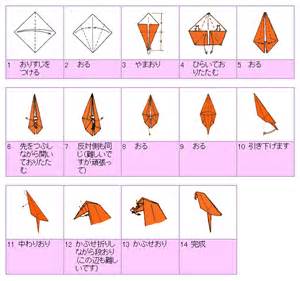 1 おりすじを
つける
2 おる
3 やまおり
4 ひらいてお
りたたむ
5 おる
6 先をつぶし
ながら開い
ており たた
む
7 反対側も同
じ(難しいで
すが頑張っ
て)
8 おる
9 おる
10 引き下げます
11 中わりおり
12 かぶせ折りし
ながら段おり
(この辺も難し
いです)
13 かぶせおり
14 完成